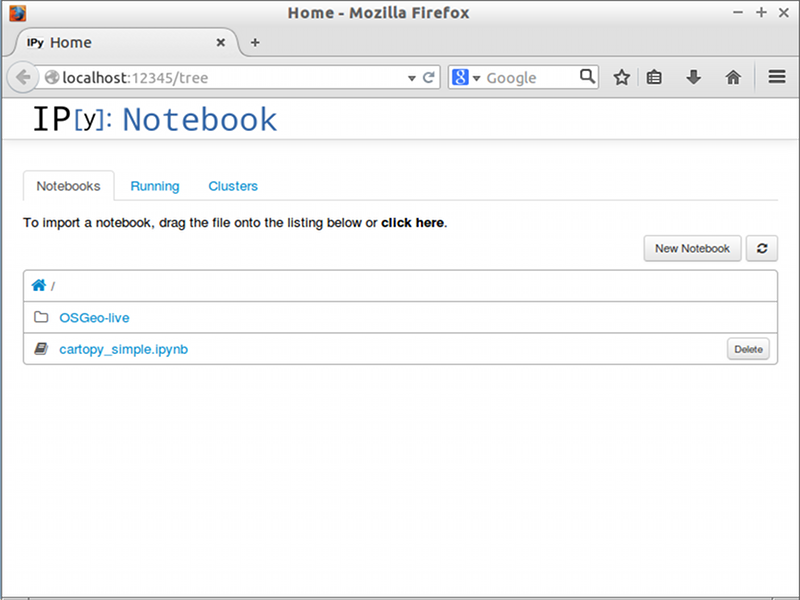 Home - Mozilla Firefox
IPy Home
localhost:12345/tree
8 Google
IP[y]: Notebook
Notebooks Running Clusters
To import a notebook, drag the file onto the listing below or click here.
New Notebook
/
OSGeo-live
cartopy_simple.ipynb Delete